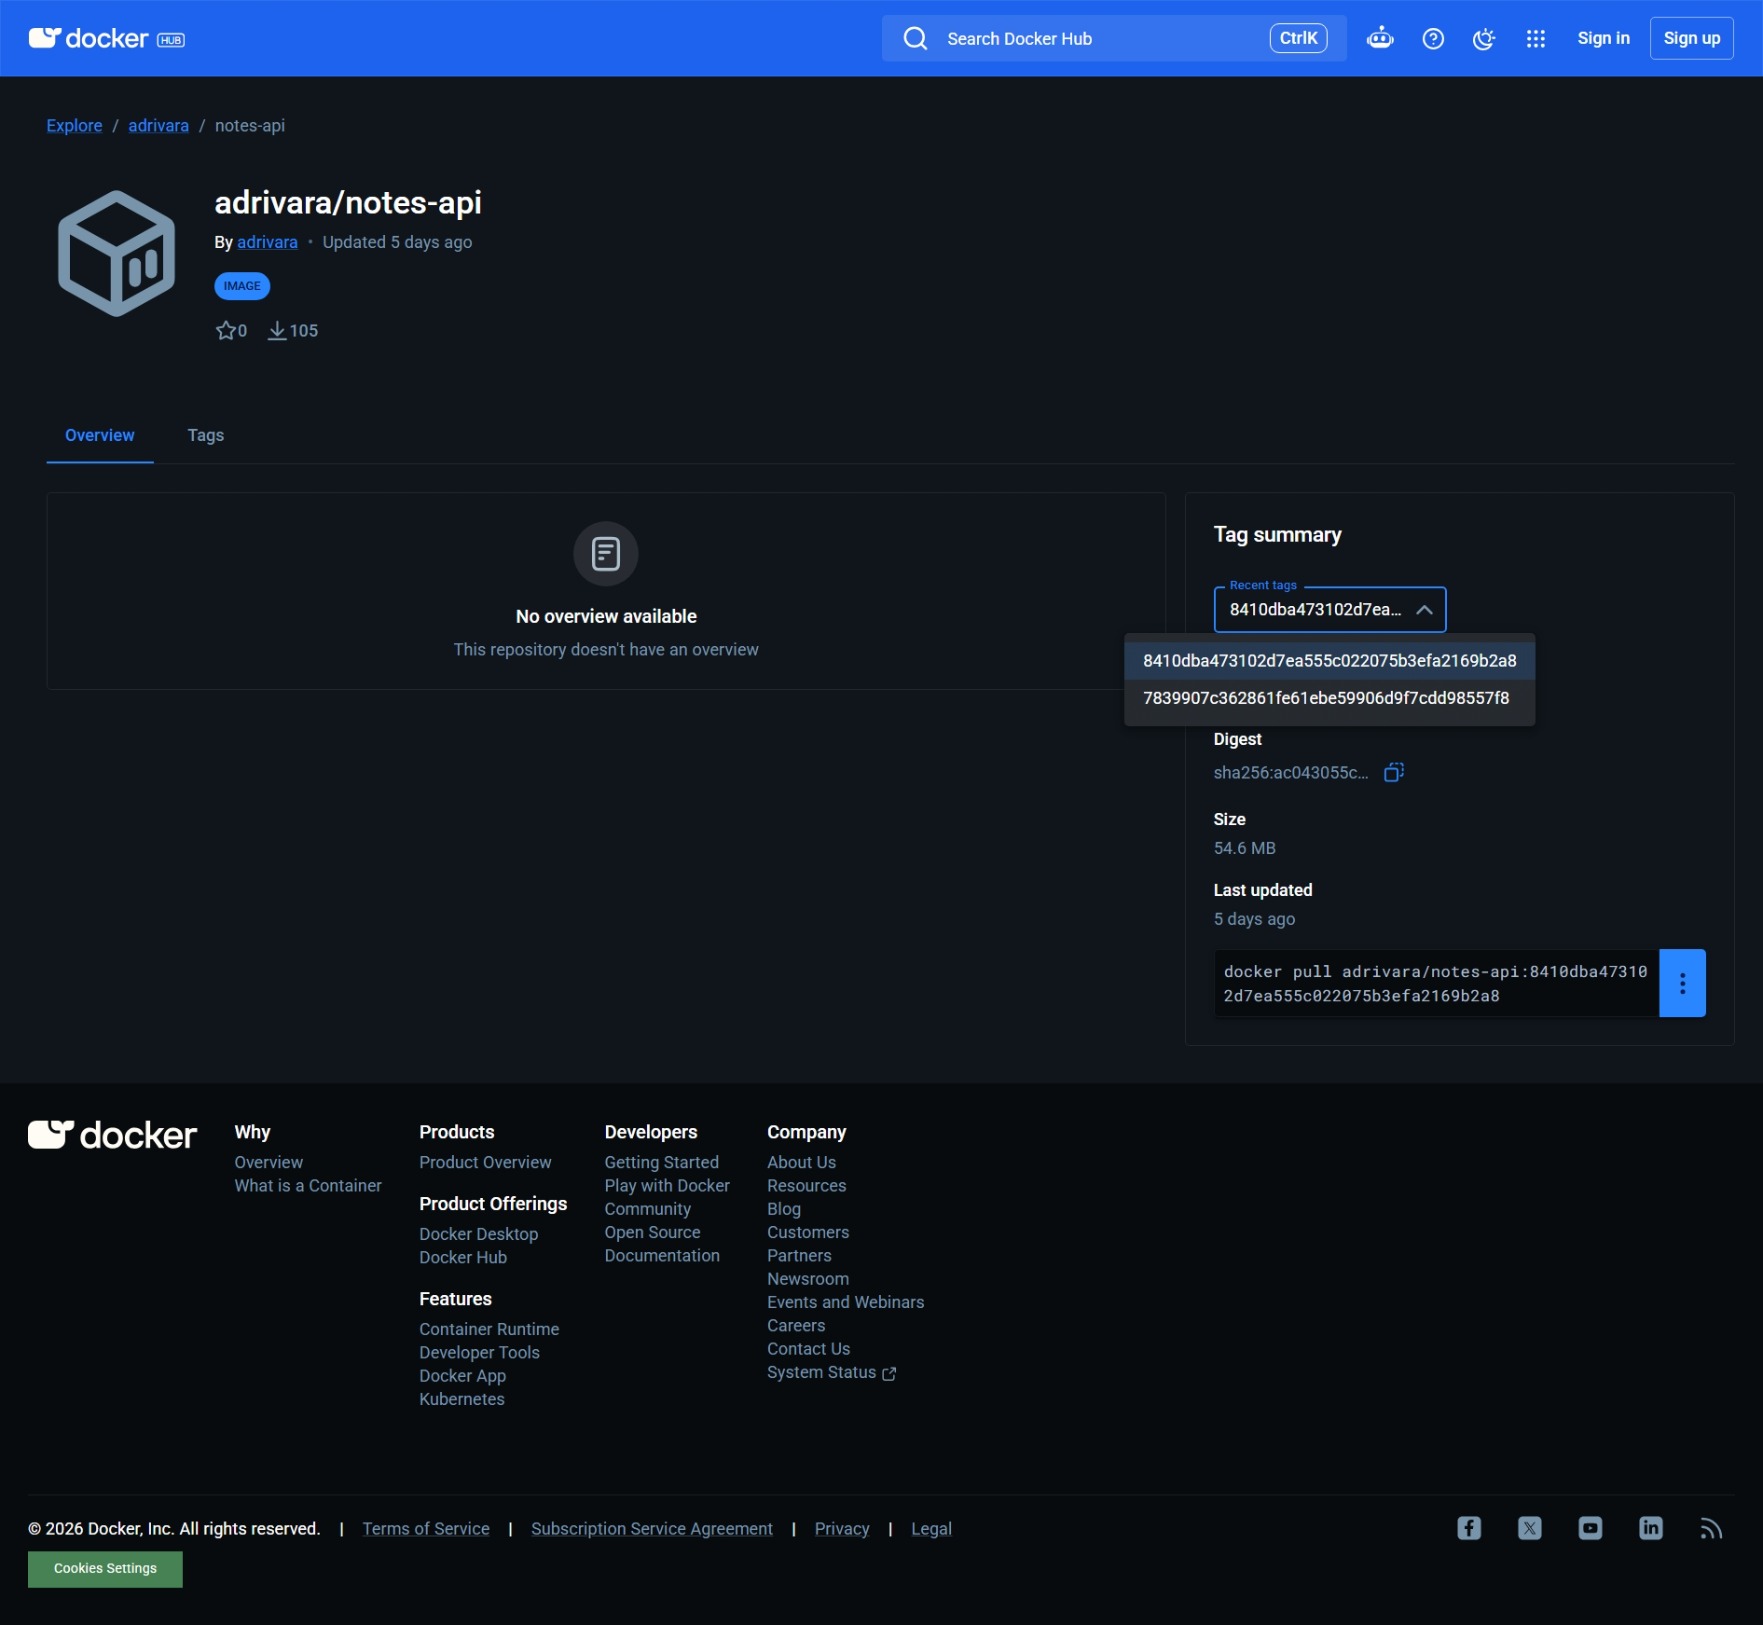 docker HUB
Search Docker Hub
CtrlK
Sign in
Sign up
Explore / adrivara / notes-api
adrivara/notes-api
By adrivara • Updated 5 days ago
IMAGE
0
105
Overview
Tags
No overview available
This repository doesn't have an overview
Tag summary
Recent tags
8410dba473102d7ea...
8410dba473102d7ea555c022075b3efa2169b2a8
7839907c362861fe61ebe59906d9f7cdd98557f8
Digest
sha256:ac043055c...
Size
54.6 MB
Last updated
5 days ago
docker pull adrivara/notes-api:8410dba47310
2d7ea555c022075b3efa2169b2a8
docker
Why
Overview
What is a Container
Products
Product Overview
Product Offerings
Docker Desktop
Docker Hub
Features
Container Runtime
Developer Tools
Docker App
Kubernetes
Developers
Getting Started
Play with Docker
Community
Open Source
Documentation
Company
About Us
Resources
Blog
Customers
Partners
Newsroom
Events and Webinars
Careers
Contact Us
System Status
© 2026 Docker, Inc. All rights reserved. | Terms of Service | Subscription Service Agreement | Privacy | Legal
Cookies Settings